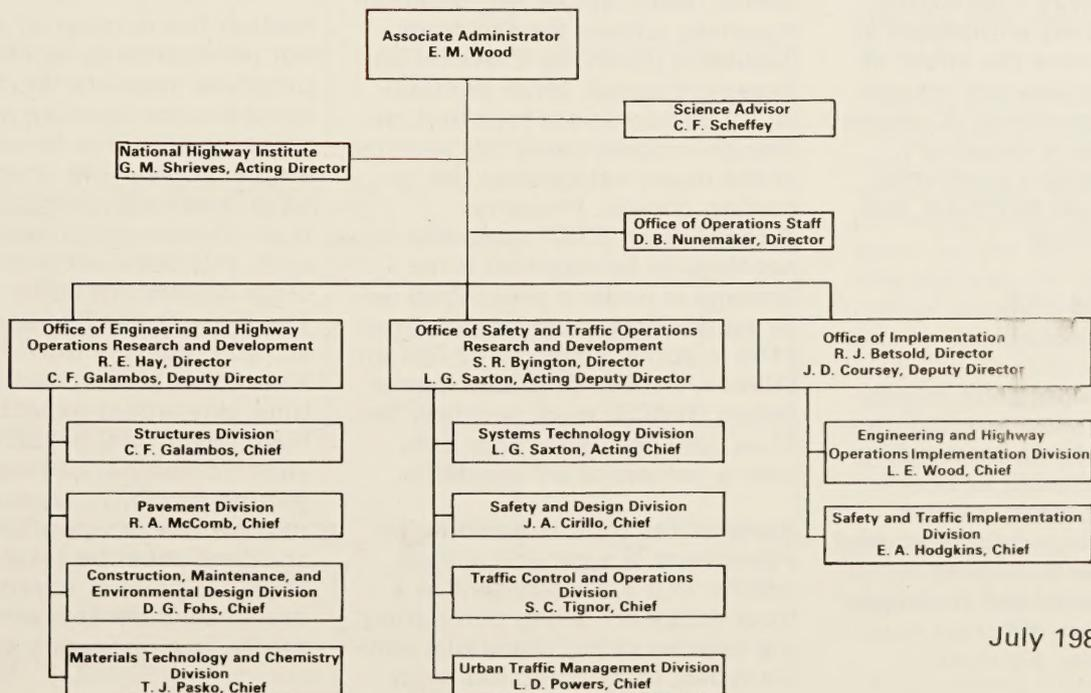 Associate Administrator
E. M. Wood
Science Advisor
C. F. Scheffey
National Highway Institute
G. M. Shrieves, Acting Director
Office of Operations Staff
D. B. Nunemaker, Director
Office of Engineering and Highway
Operations Research and Development
R. E. Hay, Director
C. F. Galambos, Deputy Director
Structures Division
C. F. Galambos, Chief
Pavement Division
R. A. McComb, Chief
Construction, Maintenance, and
Environmental Design Division
D. G. Fohs, Chief
Materials Technology and Chemistry
Division
T. J. Pasko, Chief
Office of Safety and Traffic Operations
Research and Development
S. R. Byington, Director
L. G. Saxton, Acting Deputy Director
Systems Technology Division
L. G. Saxton, Acting Chief
Safety and Design Division
J. A. Cirillo, Chief
Traffic Control and Operations
Division
S. C. Tignor, Chief
Urban Traffic Management Division
L. D. Powers, Chief
Office of Implementation
R. J. Betsold, Director
J. D. Coursey, Deputy Director
Engineering and Highway
Operations Implementation Division
L. E. Wood, Chief
Safety and Traffic Implementation
Division
E. A. Hodgkins, Chief
July 198